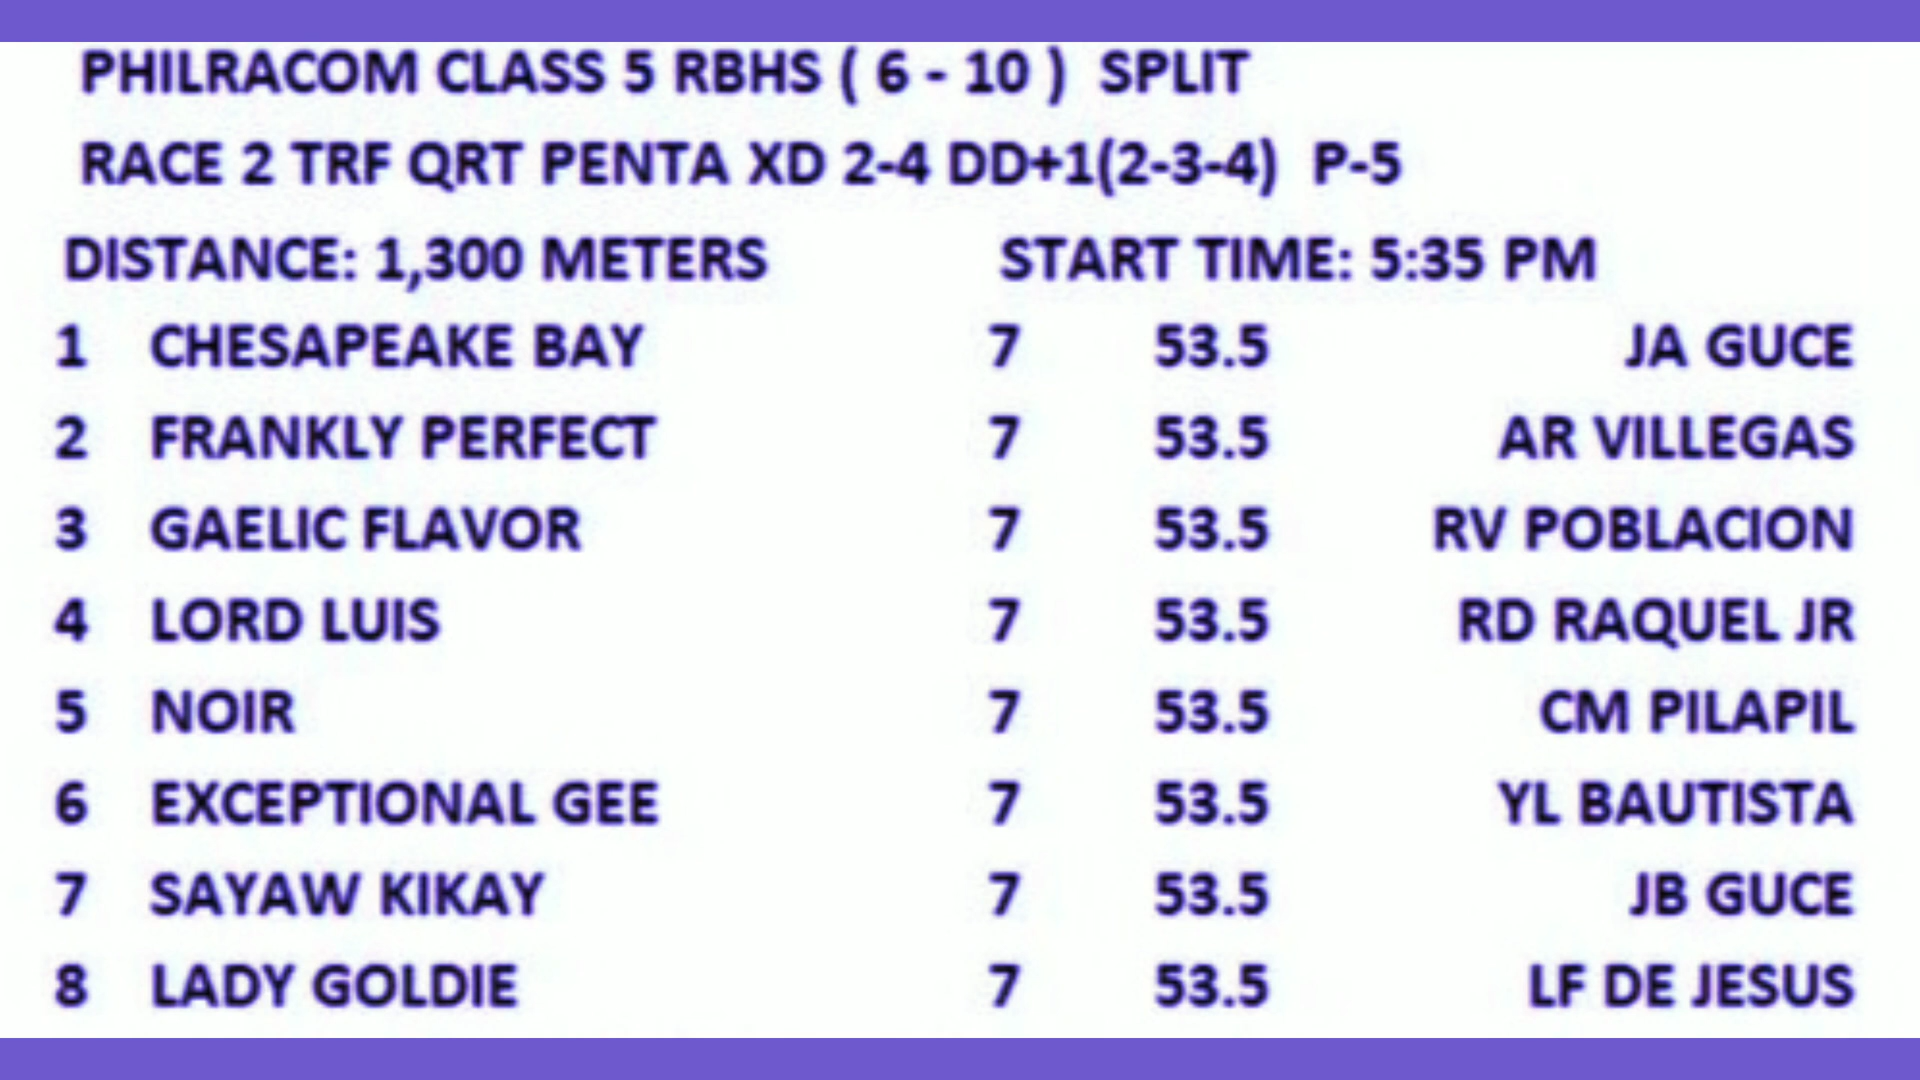 PHILRACOM CLASS 5 RBHS ( 6 - 10 ) SPLIT
RACE 2 TRF QRT PENTA XD 2-4 DD+1(2-3-4) P-5
DISTANCE: 1,300 METERS START TIME: 5:35 PM
1 CHESAPEAKE BAY 7 53.5 JA GUCE
2 FRANKLY PERFECT 7 53.5 AR VILLEGAS
3 GAELIC FLAVOR 7 53.5 RV POBLACION
4 LORD LUIS 7 53.5 RD RAQUEL JR
5 NOIR 7 53.5 CM PILAPIL
6 EXCEPTIONAL GEE 7 53.5 YL BAUTISTA
7 SAYAW KIKAY 7 53.5 JB GUCE
8 LADY GOLDIE 7 53.5 LF DE JESUS